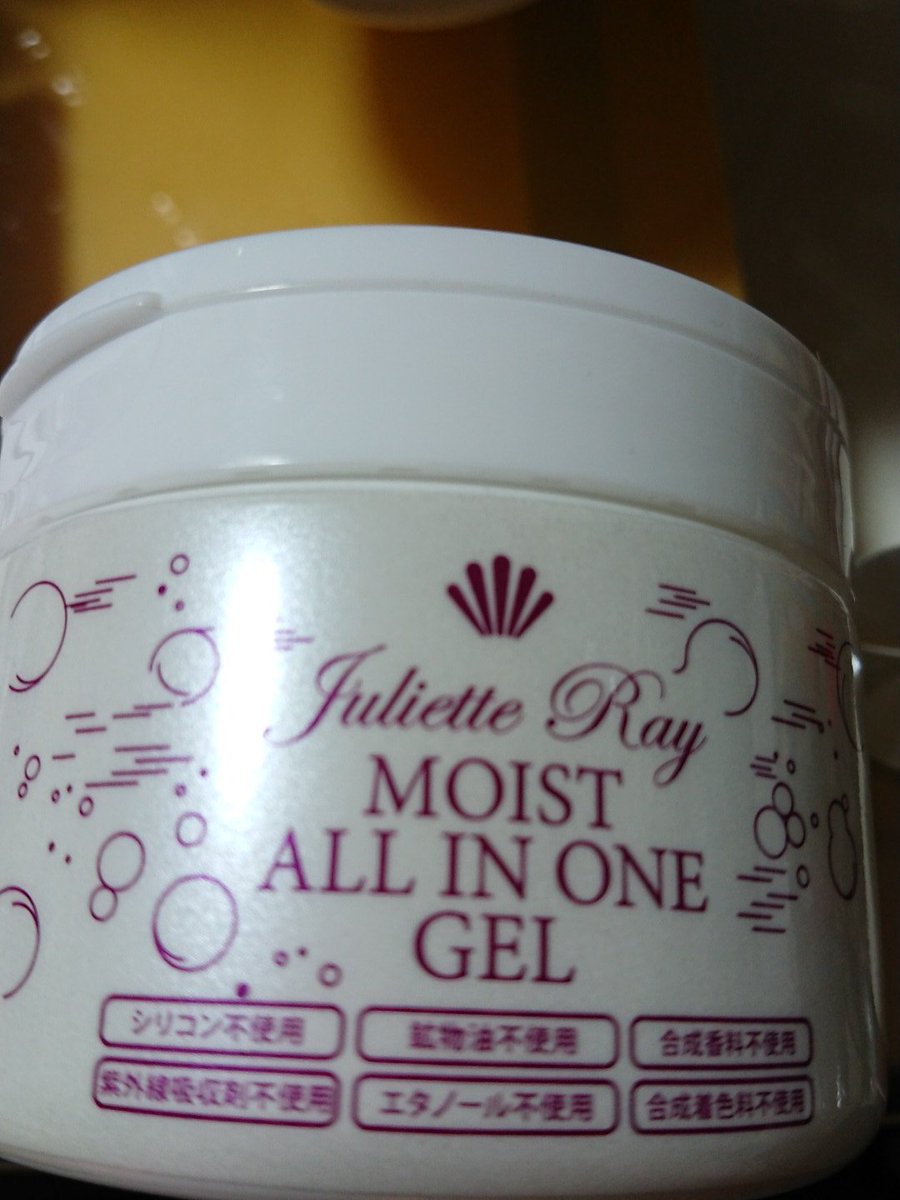 Juliette Ray
MOIST
ALL IN ONE
GEL
シリコン不使用 鉱物油不使用 合成香料不使用
紫外線吸収剤不使用 エタノール不使用 合成着色料不使用